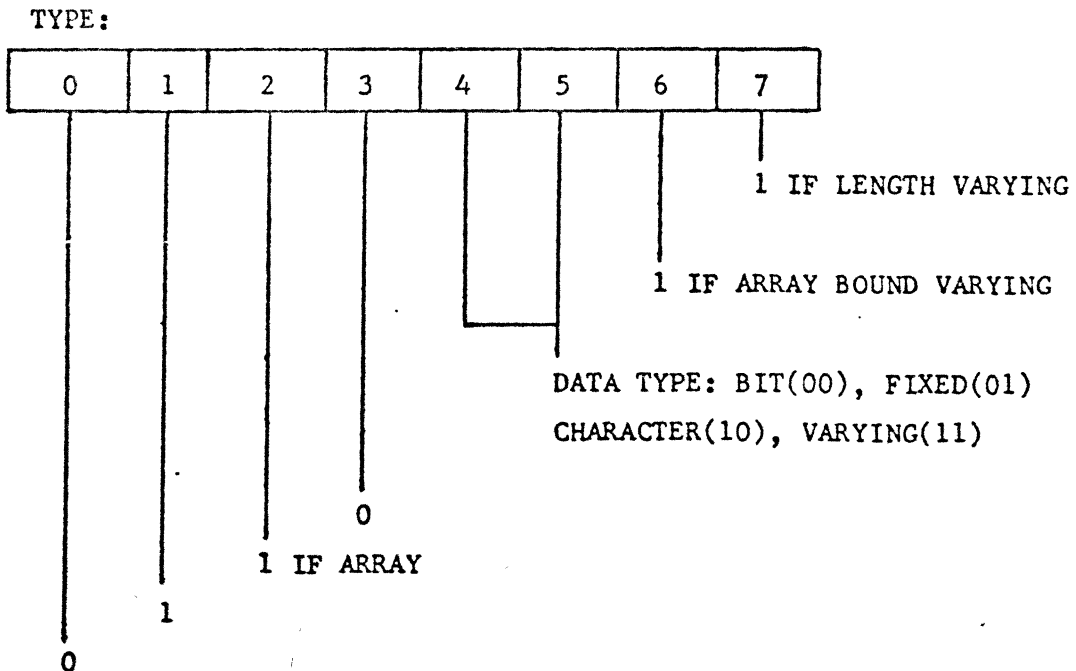 TYPE:
0 1 2 3 4 5 6 7
1 IF LENGTH VARYING
1 IF ARRAY BOUND VARYING
DATA TYPE: BIT(00), FIXED(01)
CHARACTER(10), VARYING(11)
0
1 IF ARRAY
1
0